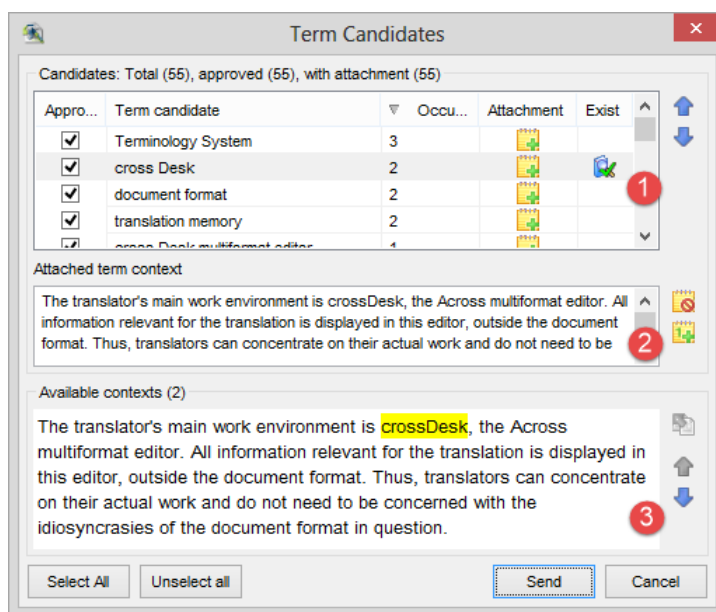 Term Candidates
Candidates: Total (55), approved (55), with attachment (55)
Appro... Term candidate Occu... Attachment Exist
Terminology System 3
cross Desk 2
document format 2
translation memory 2
cross Desk multiformat editor 1
1
Attached term context
The translator's main work environment is crossDesk, the Across multiformat editor. All
information relevant for the translation is displayed in this editor, outside the document
format. Thus, translators can concentrate on their actual work and do not need to be
2
Available contexts (2)
The translator's main work environment is crossDesk, the Across
multiformat editor. All information relevant for the translation is displayed in
this editor, outside the document format. Thus, translators can concentrate
on their actual work and do not need to be concerned with the
idiosyncrasies of the document format in question.
3
Select All Unselect all Send Cancel